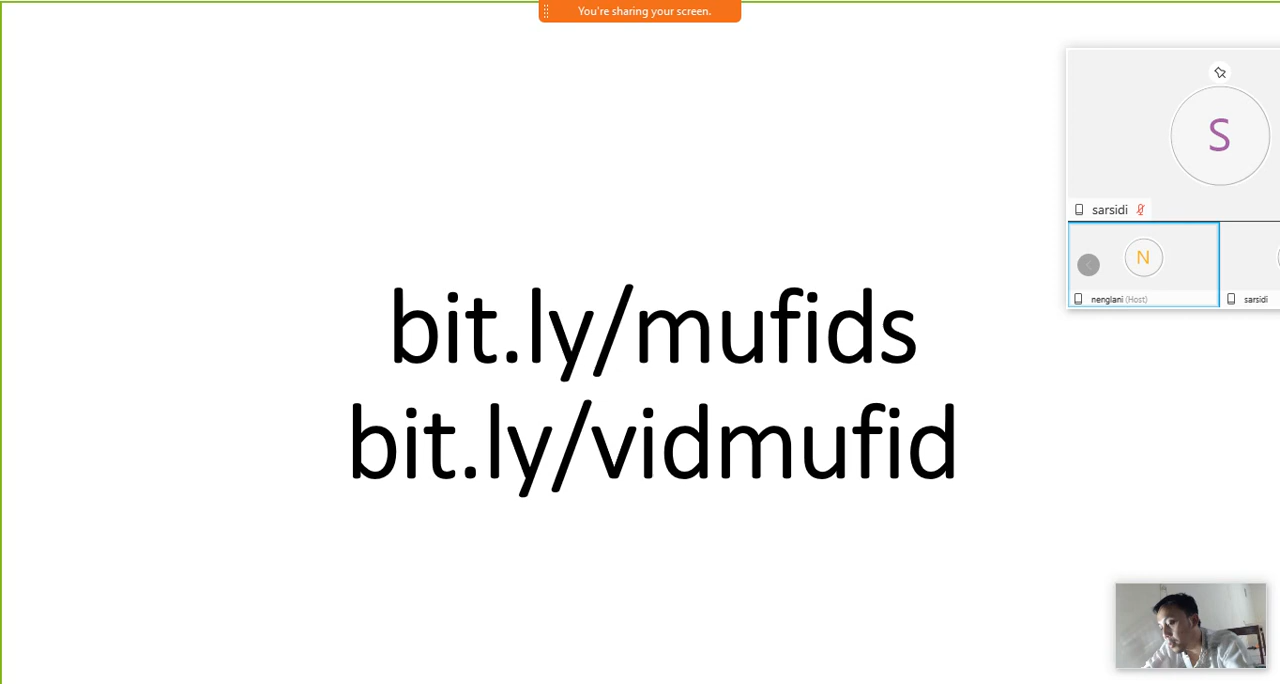 You're sharing your screen.
S
sarsidi
N
nenglani (Host)
sarsidi
bit.ly/mufids
bit.ly/vidmufid